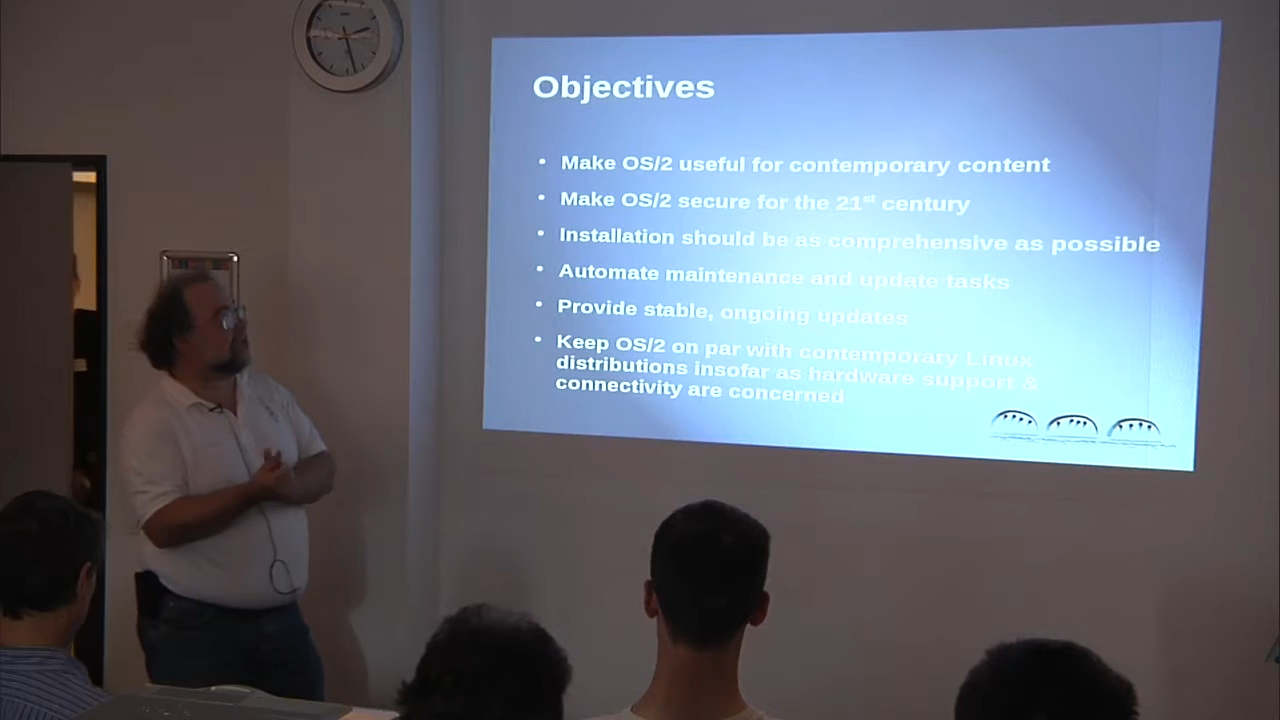 Objectives
• Make OS/2 useful for contemporary content
• Make OS/2 secure for the 21st century
• Installation should be as comprehensive as possible
• Automate maintenance and update tasks
• Provide stable, ongoing updates
• Keep OS/2 on par with contemporary Linux
distributions insofar as hardware support &
connectivity are concerned